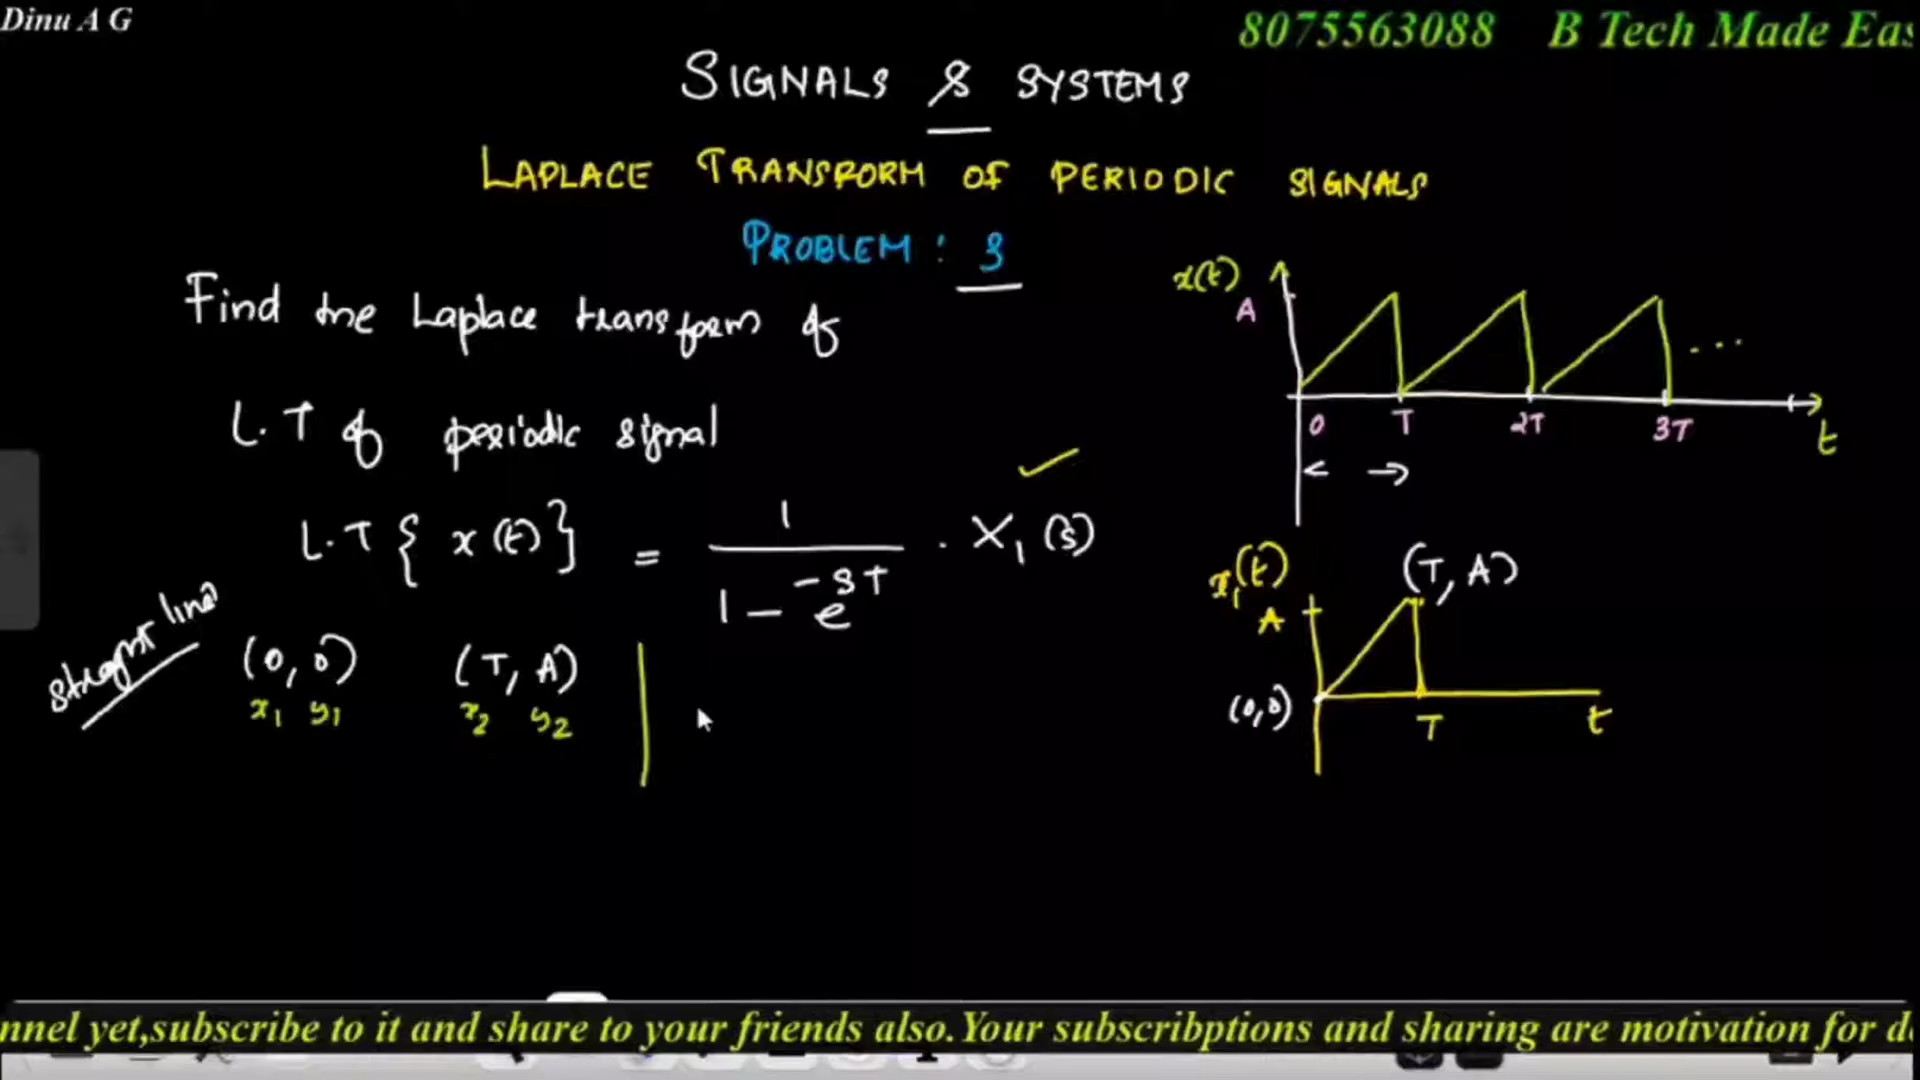 Dinu A G
8075563088 B Tech Made Eas
SIGNALS & SYSTEMS
LAPLACE TRANSFORM OF PERIODIC SIGNALS
PROBLEM : 3
Find the Laplace transform of
L.T of periodic signal
L.T { x(t) } = 1 / 1 - e^-sT . X₁(s)
straight line
(0, 0) (T, A)
x₁ y₁ x₂ y₂
x(t)
A
0 T 2T 3T
...
t
x₁(t)
(T, A)
A
(0,0)
T
t
nnel yet,subscribe to it and share to your friends also.Your subscribptions and sharing are motivation for d